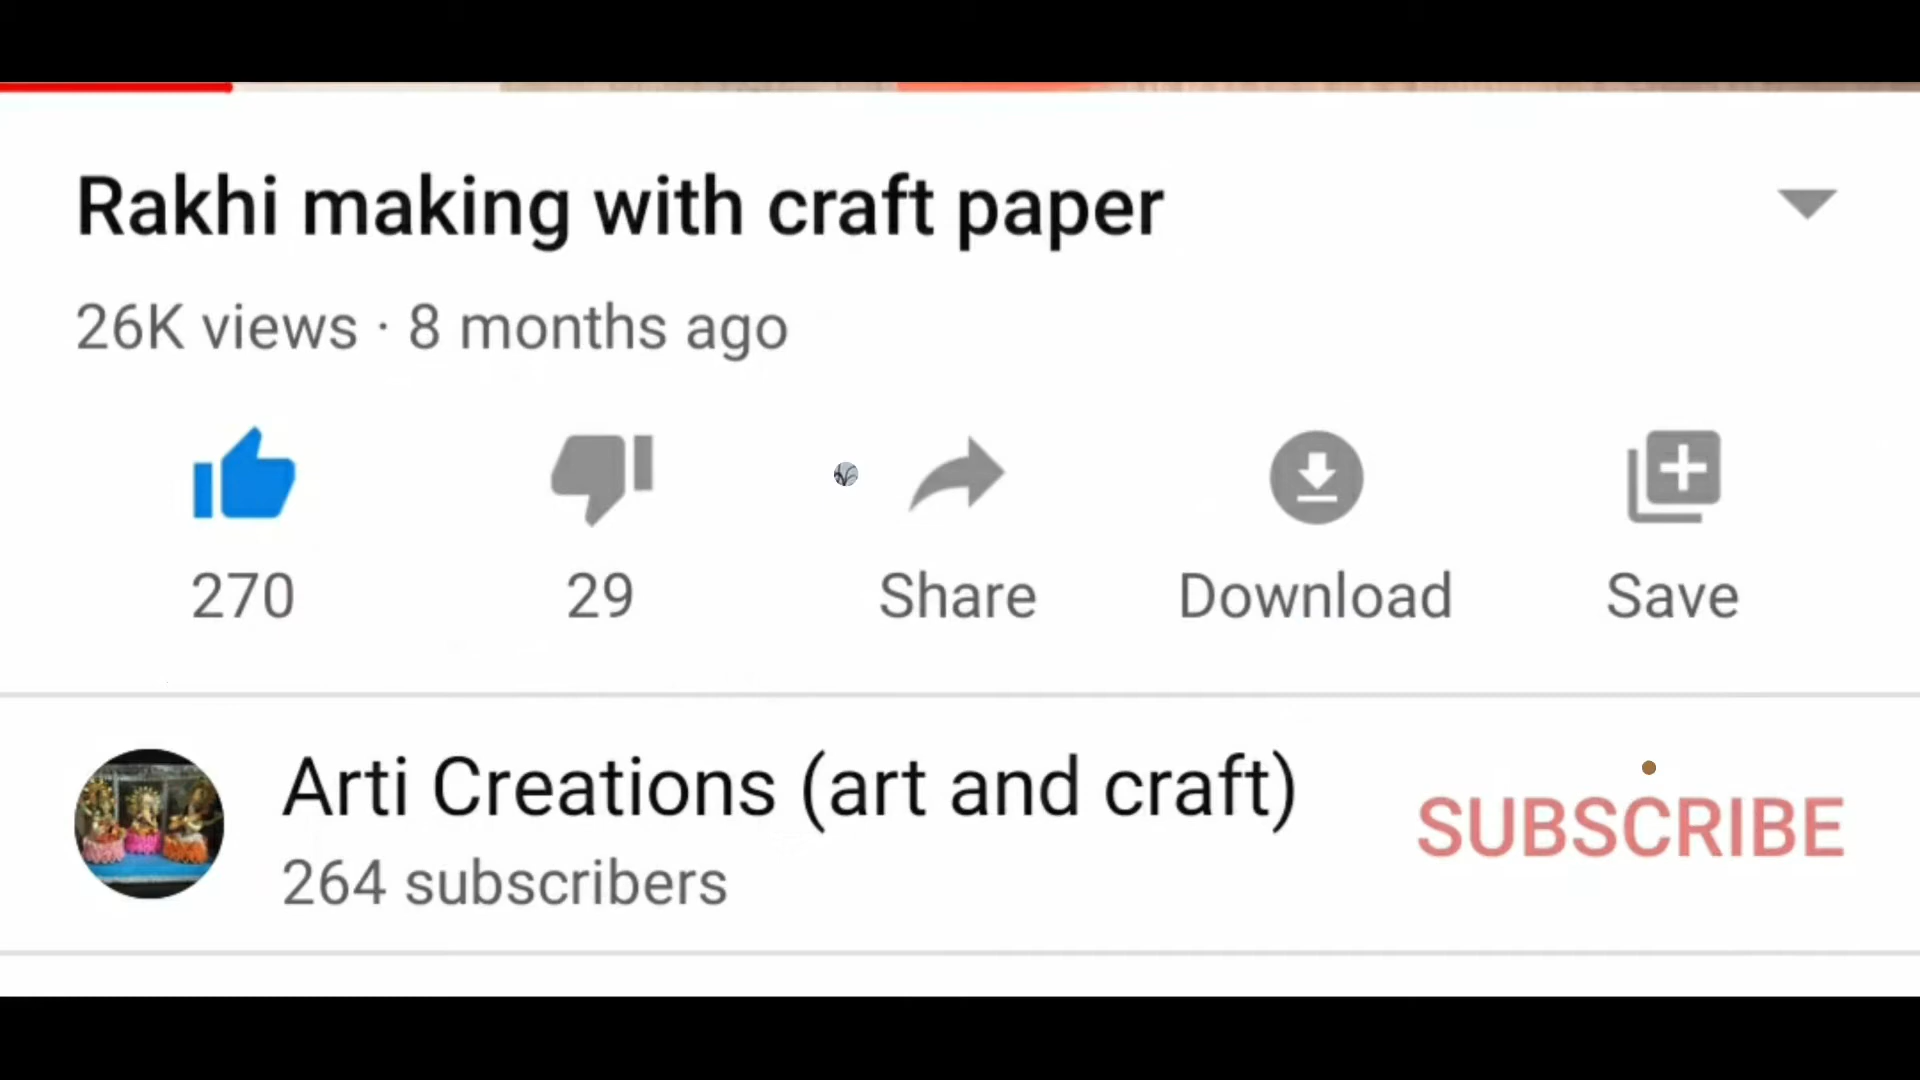 Rakhi making with craft paper
26K views · 8 months ago
270 29 Share Download Save
Arti Creations (art and craft)
SUBSCRIBE
264 subscribers